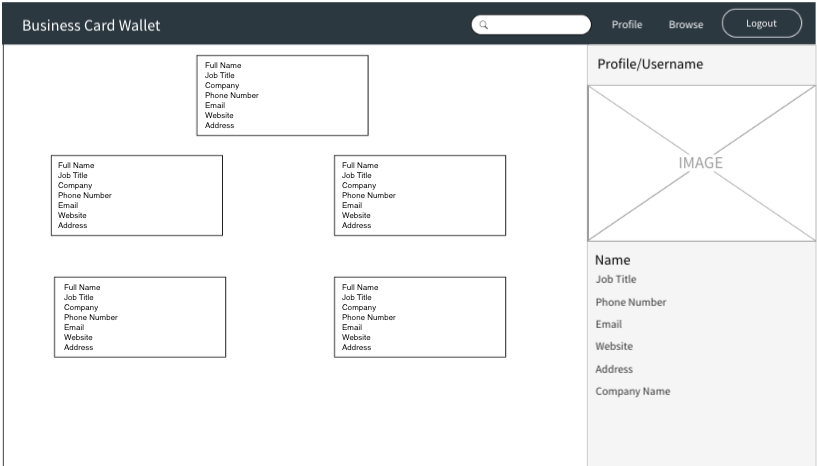 Business Card Wallet
Profile
Browse
Logout
Full Name
Job Title
Company
Phone Number
Email
Website
Address
Full Name
Job Title
Company
Phone Number
Email
Website
Address
Full Name
Job Title
Company
Phone Number
Email
Website
Address
Full Name
Job Title
Company
Phone Number
Email
Website
Address
Full Name
Job Title
Company
Phone Number
Email
Website
Address
Profile/Username
IMAGE
Name
Job Title
Phone Number
Email
Website
Address
Company Name